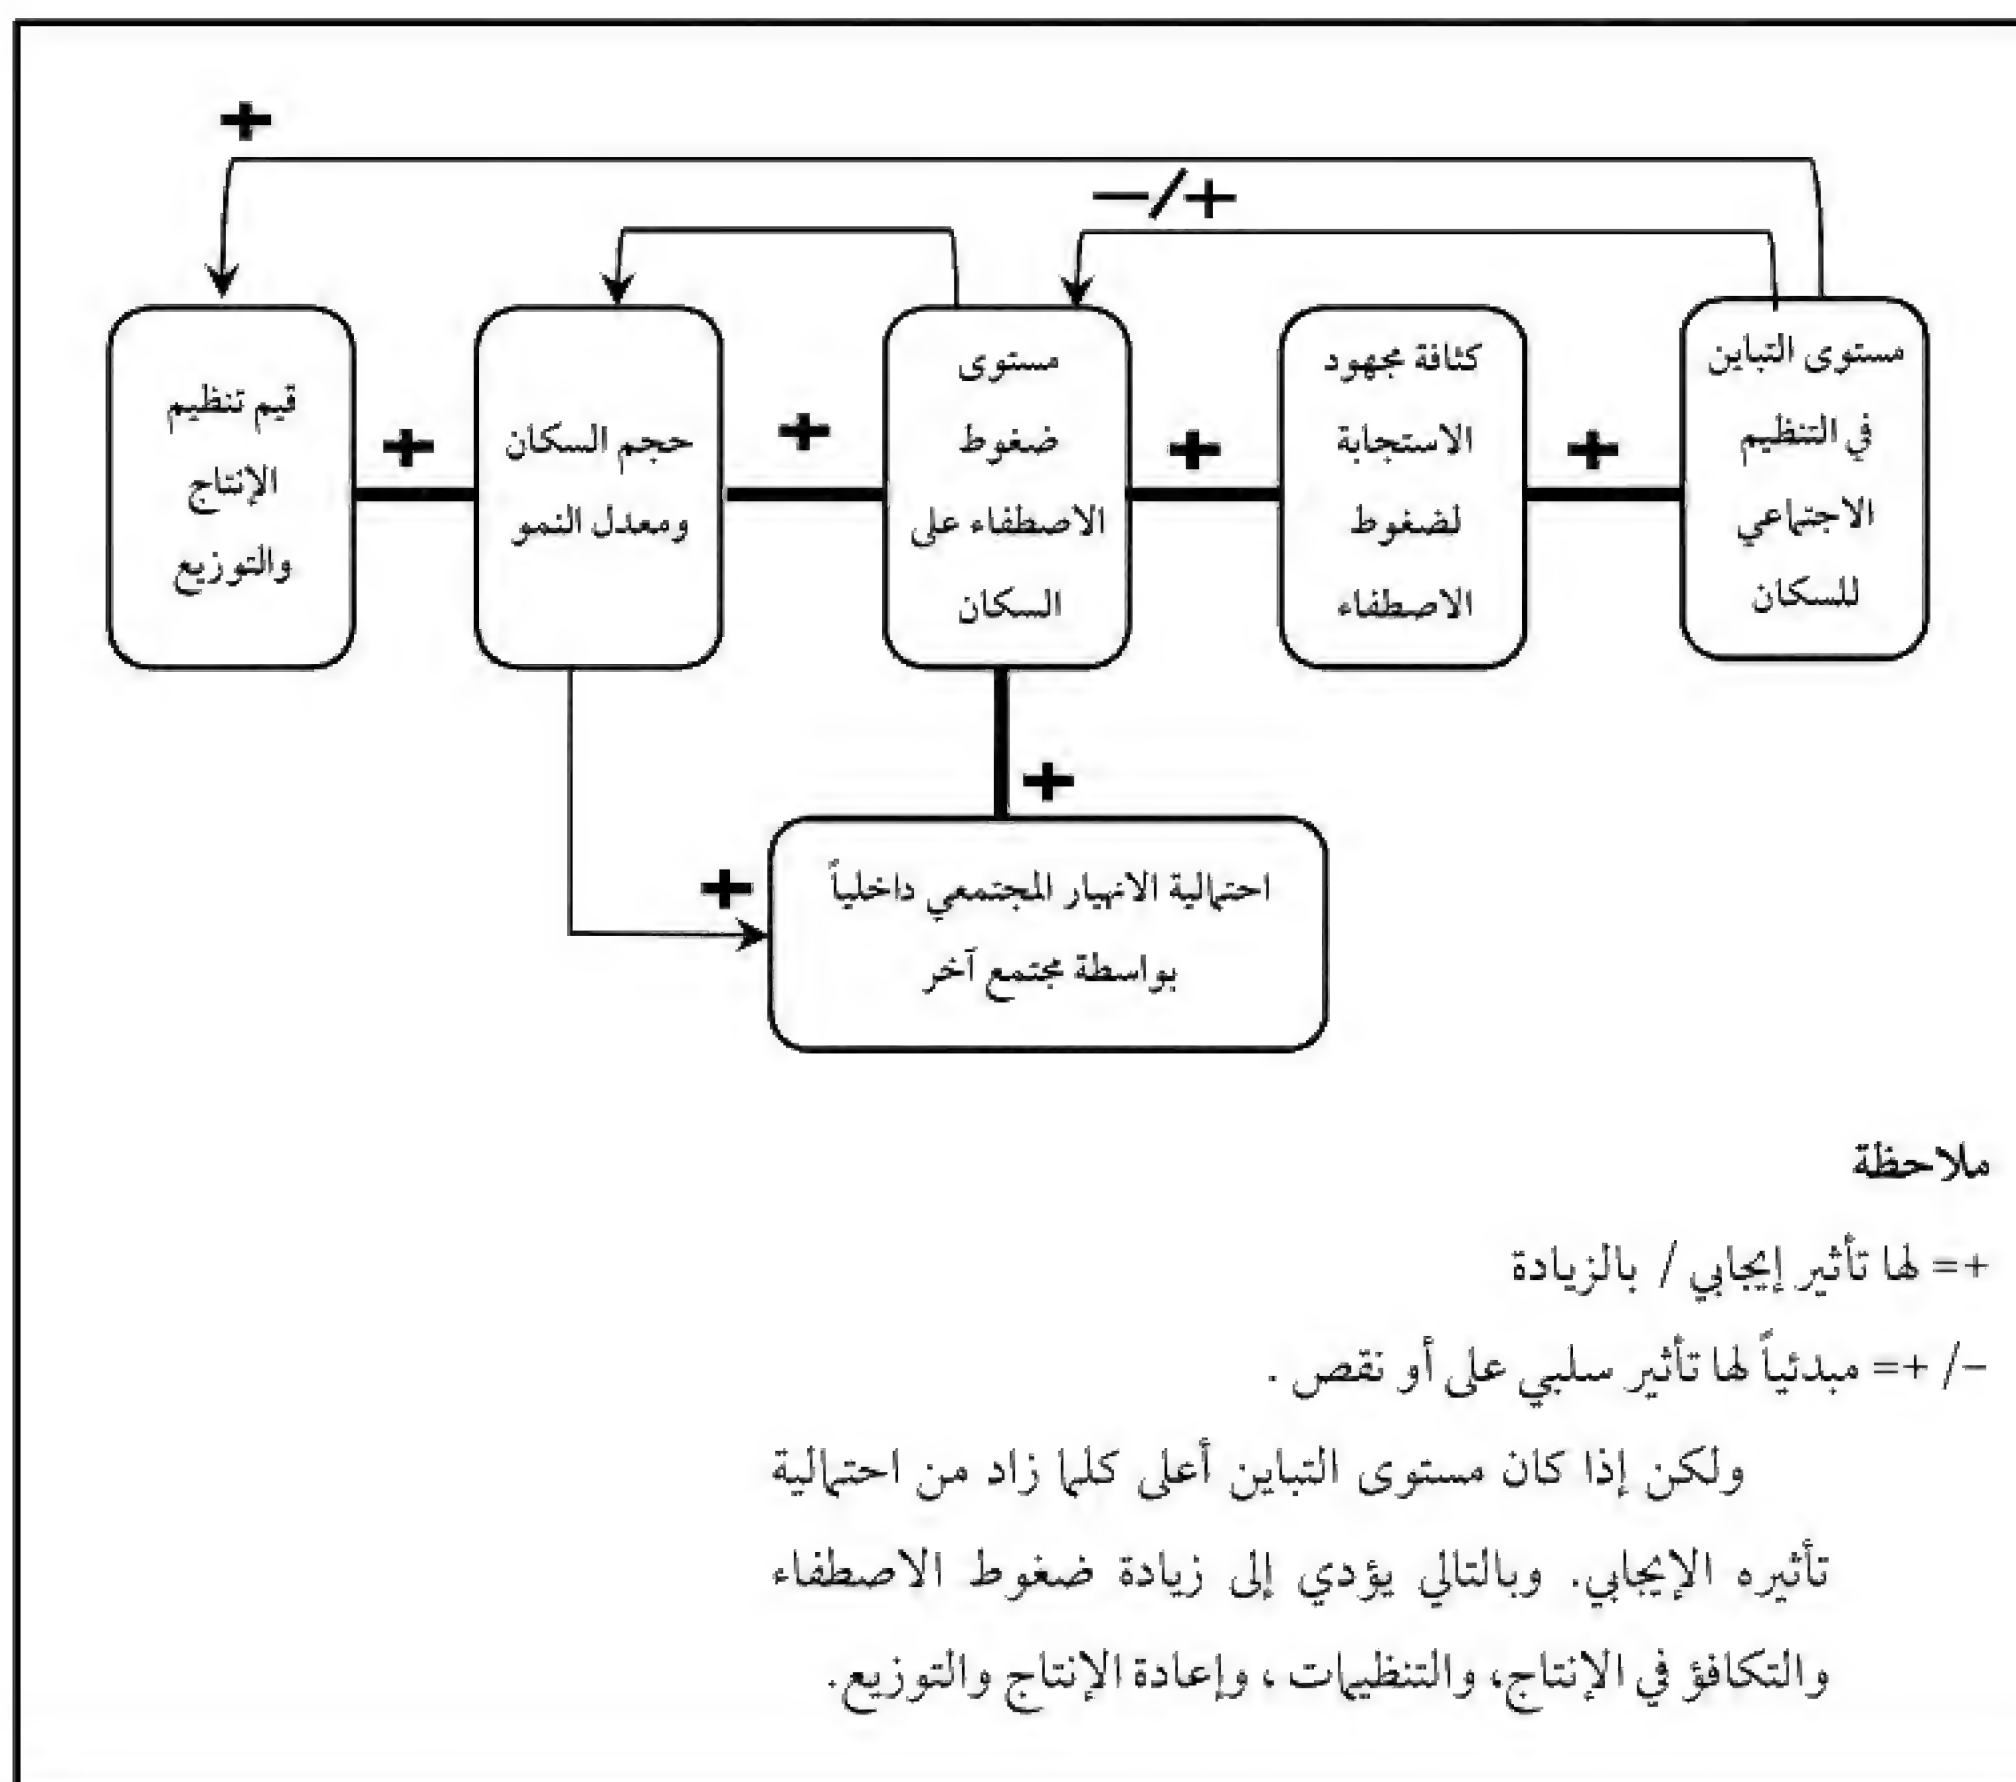 +
−/+
مستوى التباين
في التنظيم
الاجتماعي
للسكان
+
كثافة مجهود
الاستجابة
لضغوط
الاصطفاء
+
مستوى
ضغوط
الاصطفاء على
السكان
+
حجم السكان
ومعدل النمو
+
قيم تنظيم
الإنتاج
والتوزيع
+
+
احتمالية الانهيار المجتمعي داخلياً
بواسطة مجتمع آخر
ملاحظة
+= لها تأثير إيجابي / بالزيادة
−/ += مبدئياً لها تأثير سلبي على أو نقص .
ولكن إذا كان مستوى التباين أعلى كلما زاد من احتمالية
تأثيره الإيجابي. وبالتالي يؤدي إلى زيادة ضغوط الاصطفاء
والتكافؤ في الإنتاج، والتنظيمات ، وإعادة الإنتاج والتوزيع.